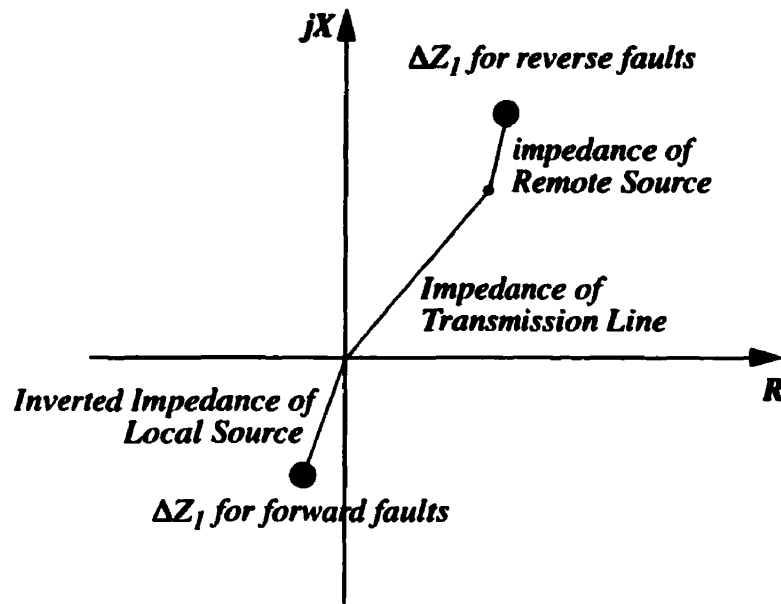 jX
ΔZ1 for reverse faults
impedance of
Remote Source
Impedance of
Transmission Line
R
Inverted Impedance of
Local Source
ΔZ1 for forward faults